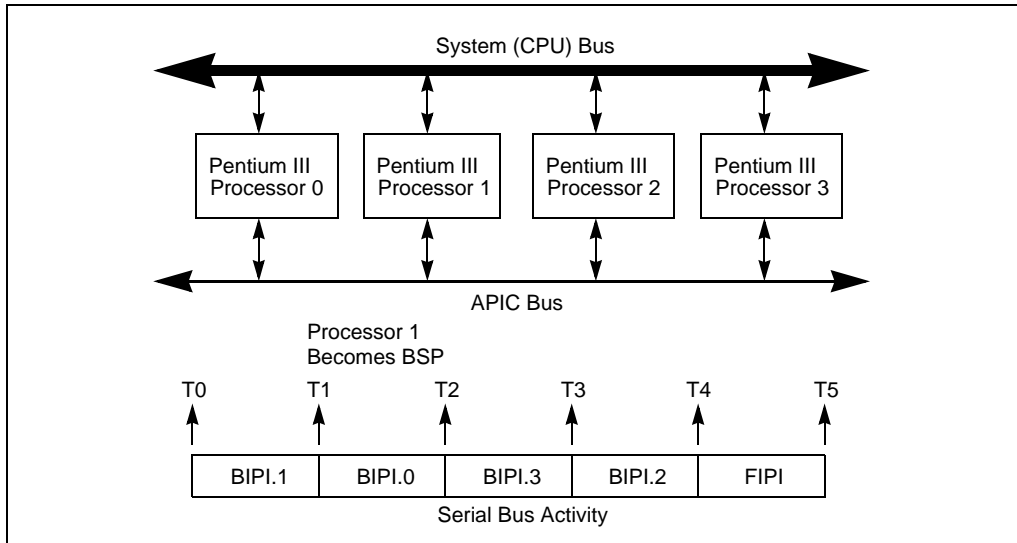 System (CPU) Bus
Pentium III
Processor 0
Pentium III
Processor 1
Pentium III
Processor 2
Pentium III
Processor 3
APIC Bus
Processor 1
Becomes BSP
T0 T1 T2 T3 T4 T5
BIPI.1 BIPI.0 BIPI.3 BIPI.2 FIPI
Serial Bus Activity